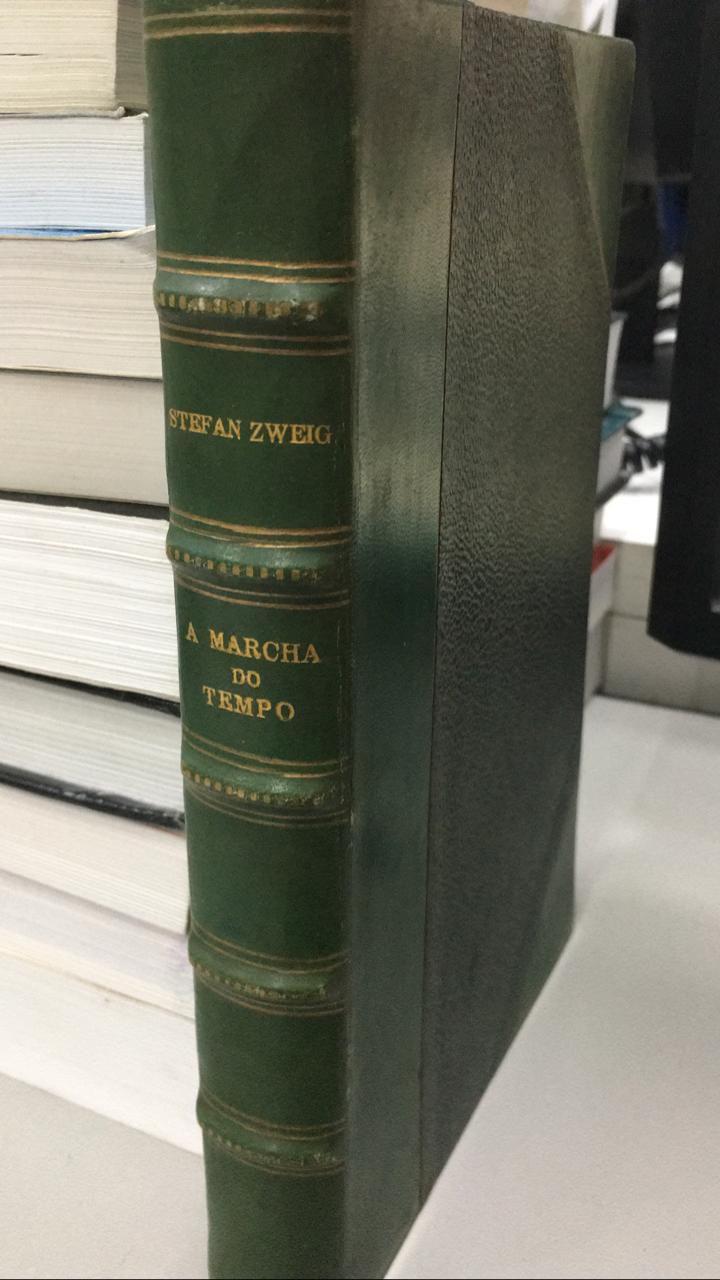 STEFAN ZWEIG
A MARCHA
DO
TEMPO